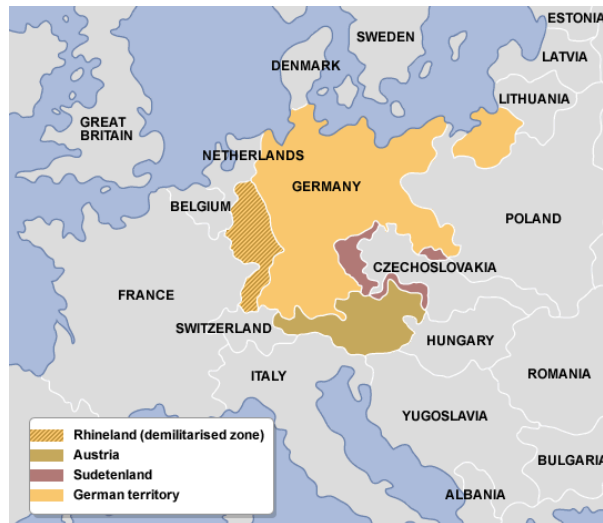 ESTONIA
SWEDEN
LATVIA
DENMARK
LITHUANIA
GREAT
BRITAIN
NETHERLANDS
GERMANY
BELGIUM
POLAND
CZECHOSLOVAKIA
FRANCE
SWITZERLAND
HUNGARY
ITALY
ROMANIA
YUGOSLAVIA
BULGARIA
ALBANIA
Rhineland (demilitarised zone)
Austria
Sudetenland
German territory